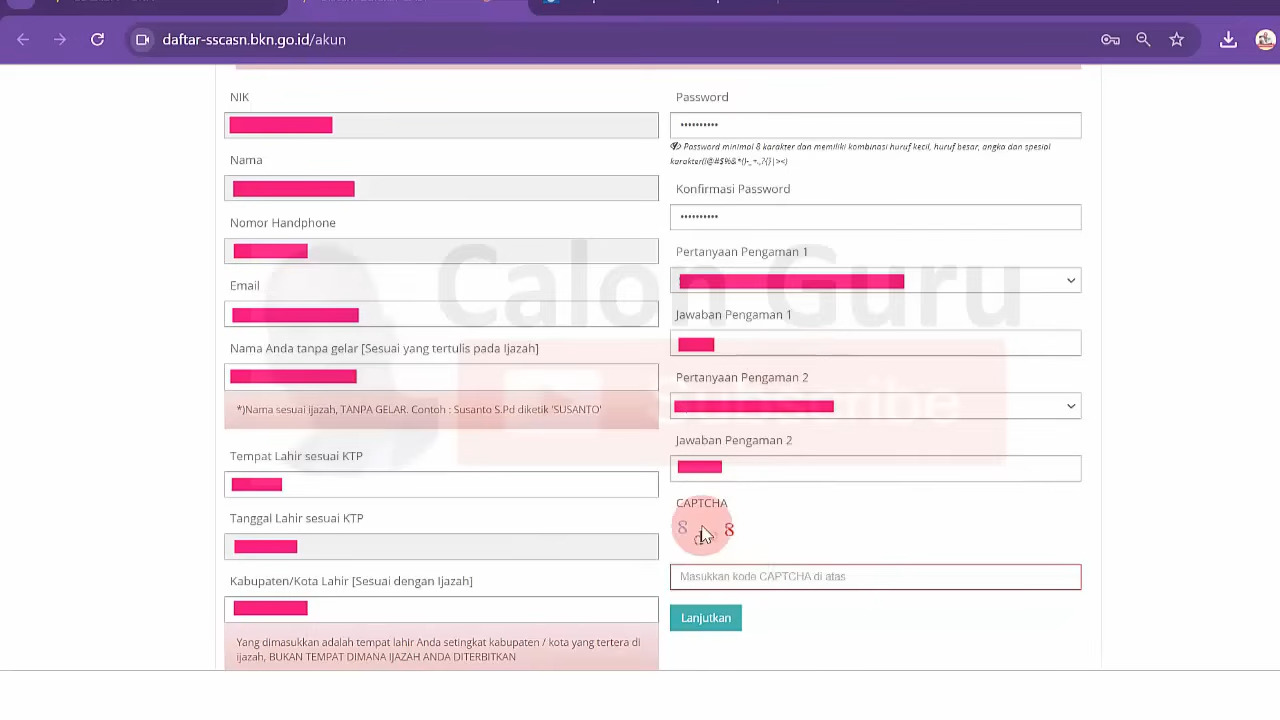 daftar-sscasn.bkn.go.id/akun
NIK
Nama
Nomor Handphone
Email
Nama Anda tanpa gelar [Sesuai yang tertulis pada Ijazah]
*)Nama sesuai ijazah, TANPA GELAR. Contoh : Susanto S.Pd diketik 'SUSANTO'
Tempat Lahir sesuai KTP
Tanggal Lahir sesuai KTP
Kabupaten/Kota Lahir [Sesuai dengan Ijazah]
Yang dimasukkan adalah tempat lahir Anda setingkat kabupaten / kota yang tertera di
ijazah, BUKAN TEMPAT DIMANA IJAZAH ANDA DITERBITKAN
Password
Password minimal 8 karakter dan memiliki kombinasi huruf kecil, huruf besar, angka dan spesial
Konfirmasi Password
Pertanyaan Pengaman 1
Jawaban Pengaman 1
Pertanyaan Pengaman 2
Jawaban Pengaman 2
CAPTCHA
8 8
Masukkan kode CAPTCHA di atas
Lanjutkan
Calon Guru
Subscribe